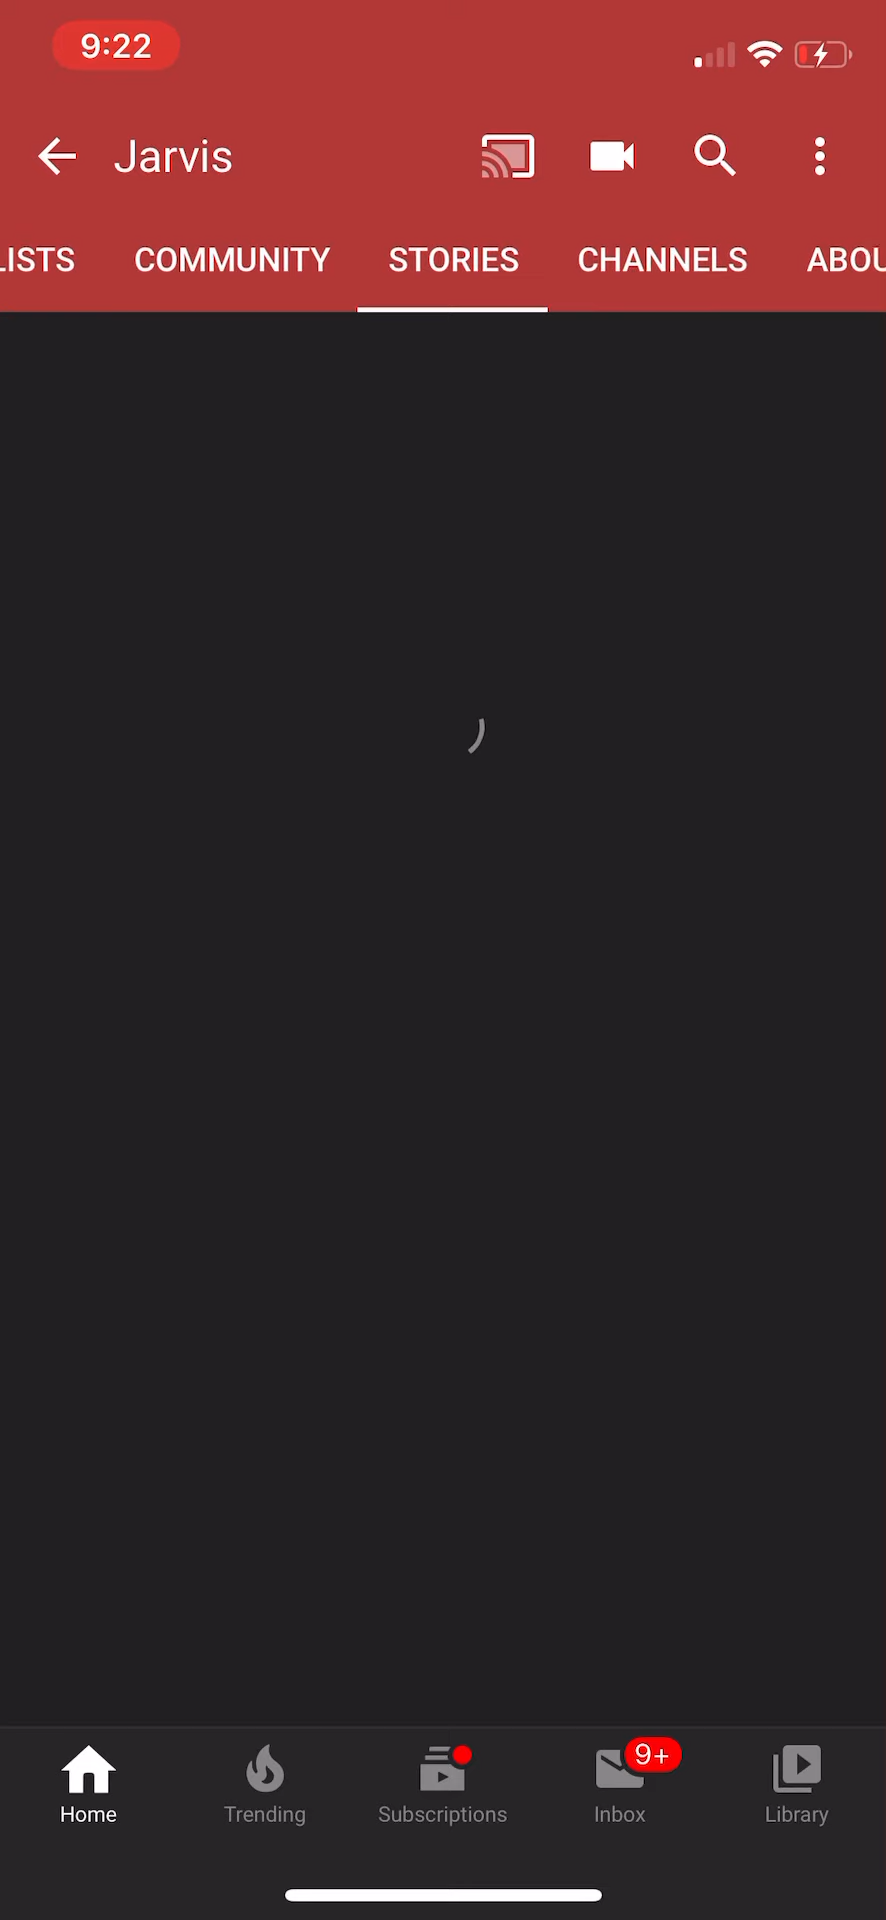 9:22
Jarvis
LISTS COMMUNITY STORIES CHANNELS ABOU
9+
Home Trending Subscriptions Inbox Library